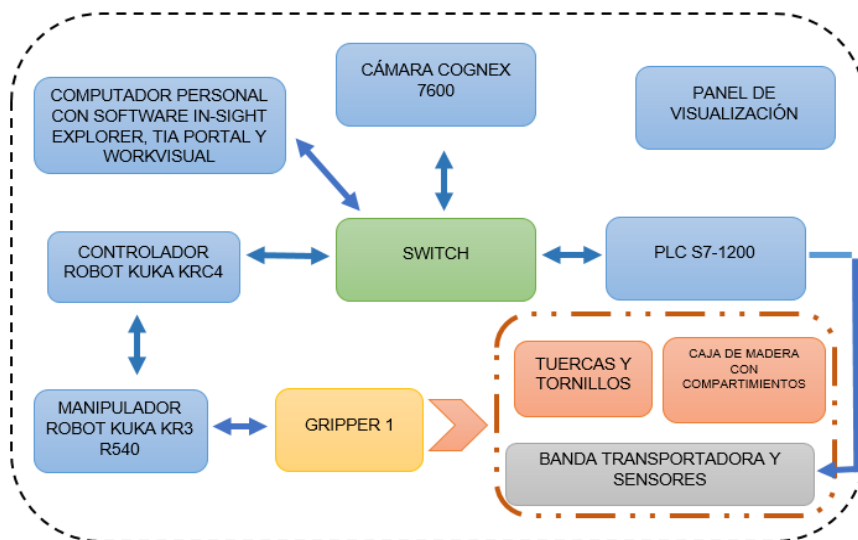 COMPUTADOR PERSONAL
CON SOFTWARE IN-SIGHT
EXPLORER, TIA PORTAL Y
WORKVISUAL
CÁMARA COGNEX
7600
PANEL DE
VISUALIZACIÓN
CONTROLADOR
ROBOT KUKA KRC4
SWITCH
PLC S7-1200
MANIPULADOR
ROBOT KUKA KR3
R540
GRIPPER 1
TUERCAS Y
TORNILLOS
CAJA DE MADERA
CON
COMPARTIMIENTOS
BANDA TRANSPORTADORA Y
SENSORES